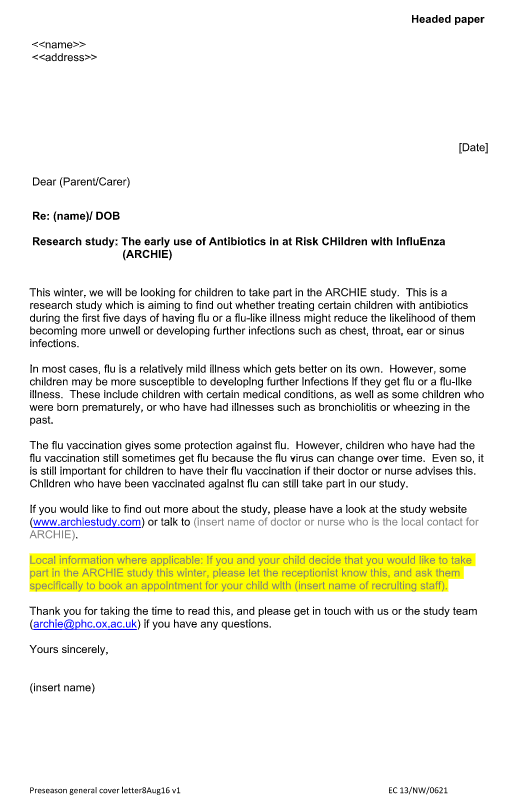 Headed paper
<<name>>
<<address>>
[Date]
Dear (Parent/Carer)
Re: (name)/ DOB
Research study: The early use of Antibiotics in at Risk CHildren with InfluEnza
(ARCHIE)
This winter, we will be looking for children to take part in the ARCHIE study.  This is a
research study which is aiming to find out whether treating certain children with antibiotics
during the first five days of having flu or a flu-like illness might reduce the likelihood of them
becoming more unwell or developing further infections such as chest, throat, ear or sinus
infections.
In most cases, flu is a relatively mild illness which gets better on its own.  However, some
children may be more susceptible to developing further infections if they get flu or a flu-like
illness.  These include children with certain medical conditions, as well as some children who
were born prematurely, or who have had illnesses such as bronchiolitis or wheezing in the
past.
The flu vaccination gives some protection against flu.  However, children who have had the
flu vaccination still sometimes get flu because the flu virus can change over time.  Even so, it
is still important for children to have their flu vaccination if their doctor or nurse advises this.
Children who have been vaccinated against flu can still take part in our study.
If you would like to find out more about the study, please have a look at the study website
(www.archiestudy.com) or talk to (insert name of doctor or nurse who is the local contact for
ARCHIE).
Local information where applicable: If you and your child decide that you would like to take
part in the ARCHIE study this winter, please let the receptionist know this, and ask them
specifically to book an appointment for your child with (insert name of recruiting staff).
Thank you for taking the time to read this, and please get in touch with us or the study team
(archie@phc.ox.ac.uk) if you have any questions.
Yours sincerely,
(insert name)
Preseason general cover letter8Aug16 v1
EC 13/NW/0621